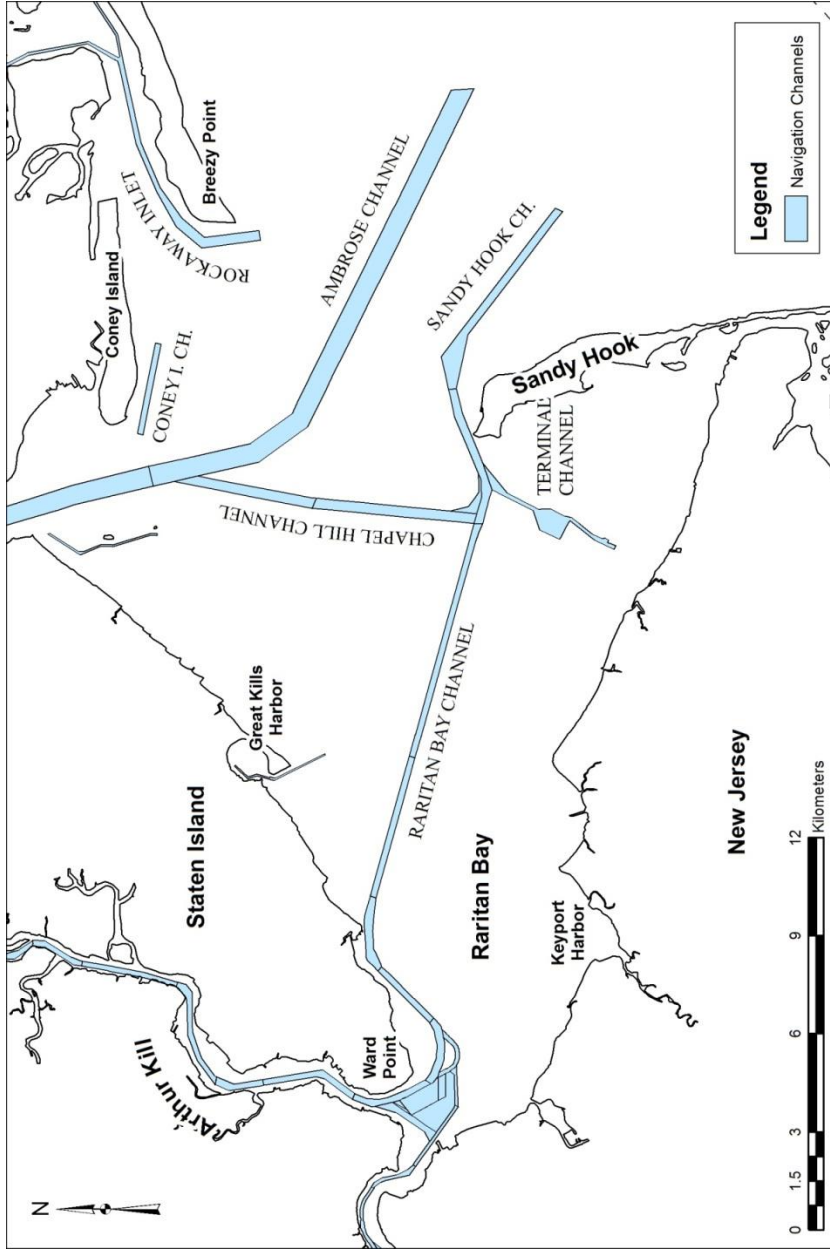 N
Arthur Kill
Staten Island
Great Kills
Harbor
Ward
Point
Raritan Bay
Keyport
Harbor
New Jersey
RARITAN BAY CHANNEL
CHAPEL HILL CHANNEL
CONEY I. CH.
Coney Island
ROCKAWAY INLET
Breezy Point
AMBROSE CHANNEL
SANDY HOOK CH.
Sandy Hook
TERMINAL
CHANNEL
0 1.5 3 6 9 12
Kilometers
Legend
Navigation Channels